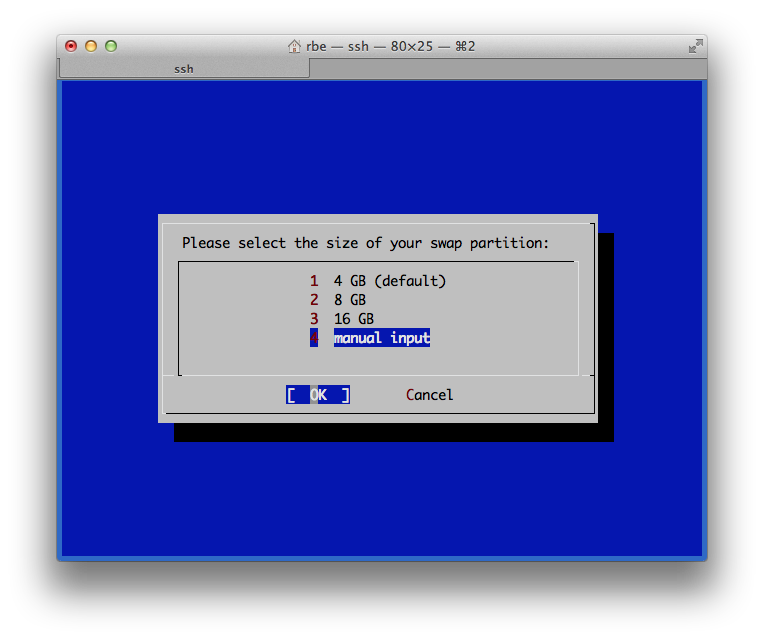 rbe — ssh — 80×25 — ⌘2
ssh
Please select the size of your swap partition:
1 4 GB (default)
2 8 GB
3 16 GB
4 manual input
[ OK ] Cancel